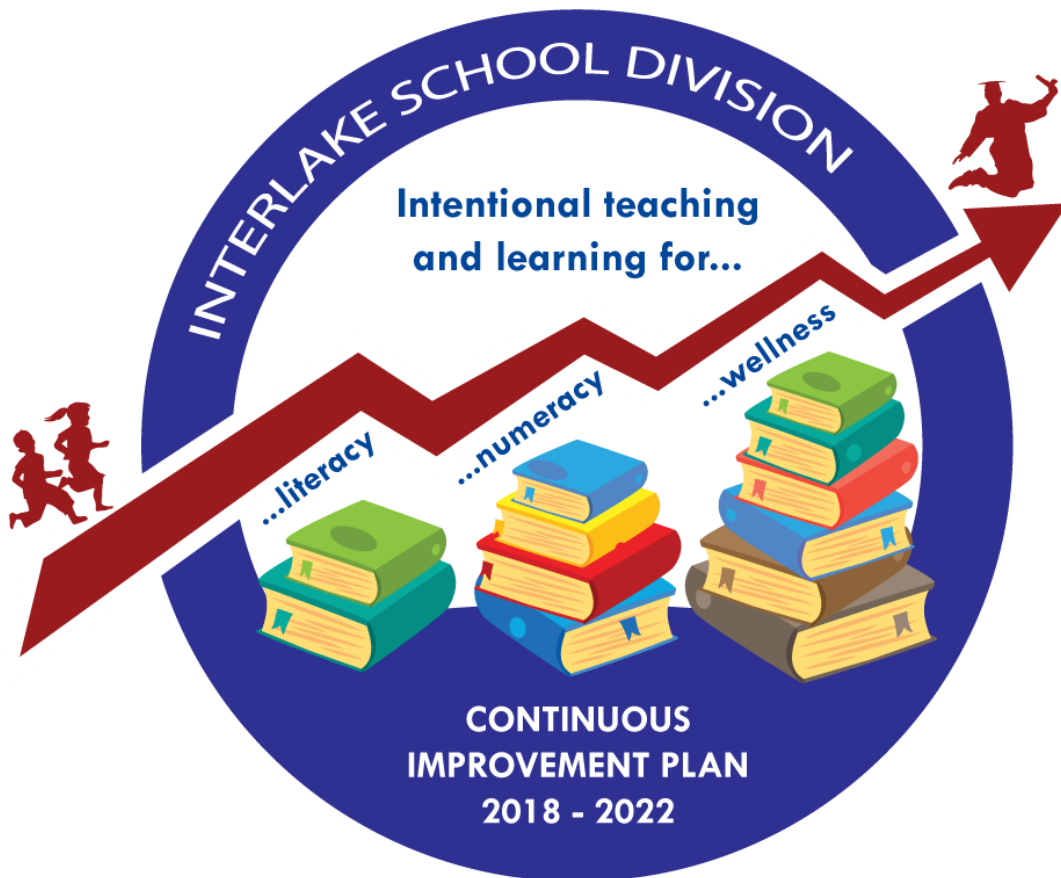 INTERLAKE SCHOOL DIVISION
Intentional teaching
and learning for...
...literacy
...numeracy
...wellness
CONTINUOUS
IMPROVEMENT PLAN
2018 - 2022